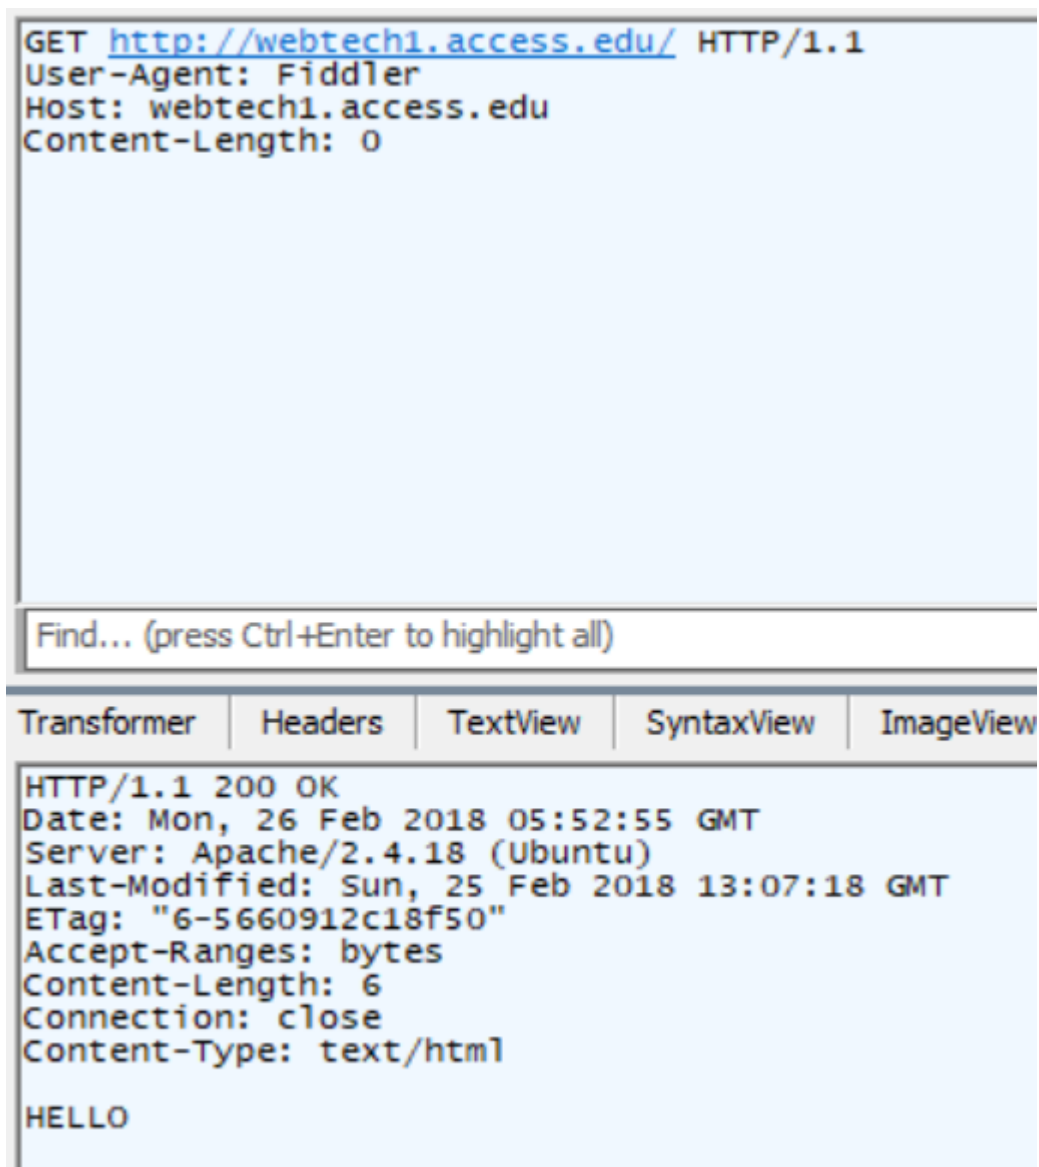 GET http://webtech1.access.edu/ HTTP/1.1
User-Agent: Fiddler
Host: webtech1.access.edu
Content-Length: 0
Find... (press Ctrl+Enter to highlight all)
Transformer Headers TextView SyntaxView ImageView
HTTP/1.1 200 OK
Date: Mon, 26 Feb 2018 05:52:55 GMT
Server: Apache/2.4.18 (Ubuntu)
Last-Modified: Sun, 25 Feb 2018 13:07:18 GMT
ETag: "6-5660912c18f50"
Accept-Ranges: bytes
Content-Length: 6
Connection: close
Content-Type: text/html
HELLO